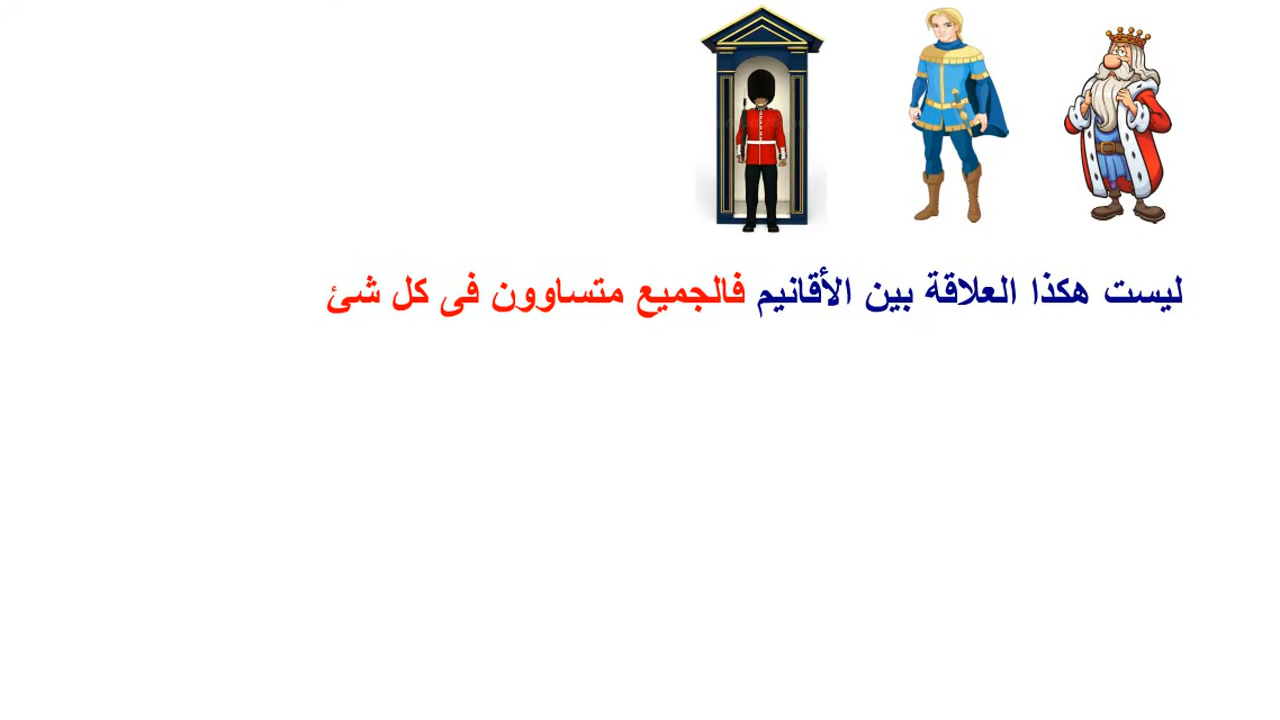 ليست هكذا العلاقة بين الأقانيم فالجميع متساوون فى كل شئ